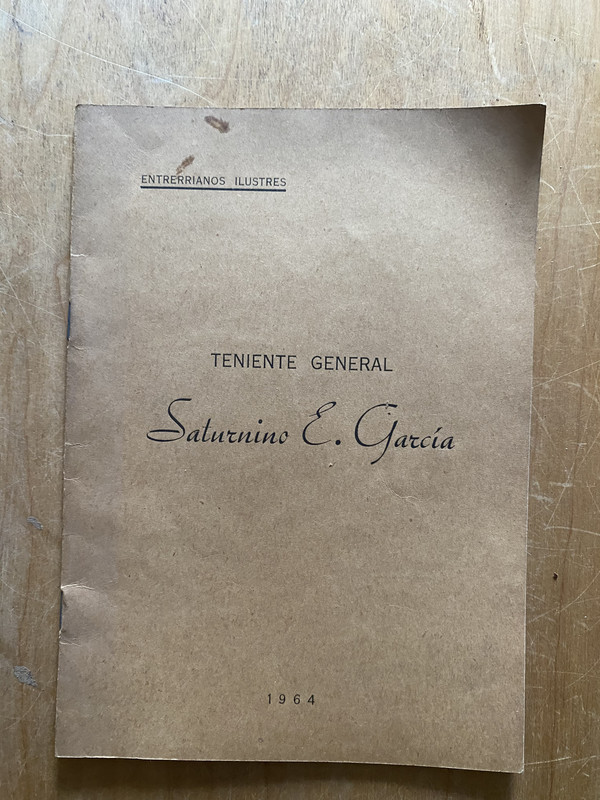 ENTRERRIANOS ILUSTRES
TENIENTE GENERAL
Saturnino E. García
1964